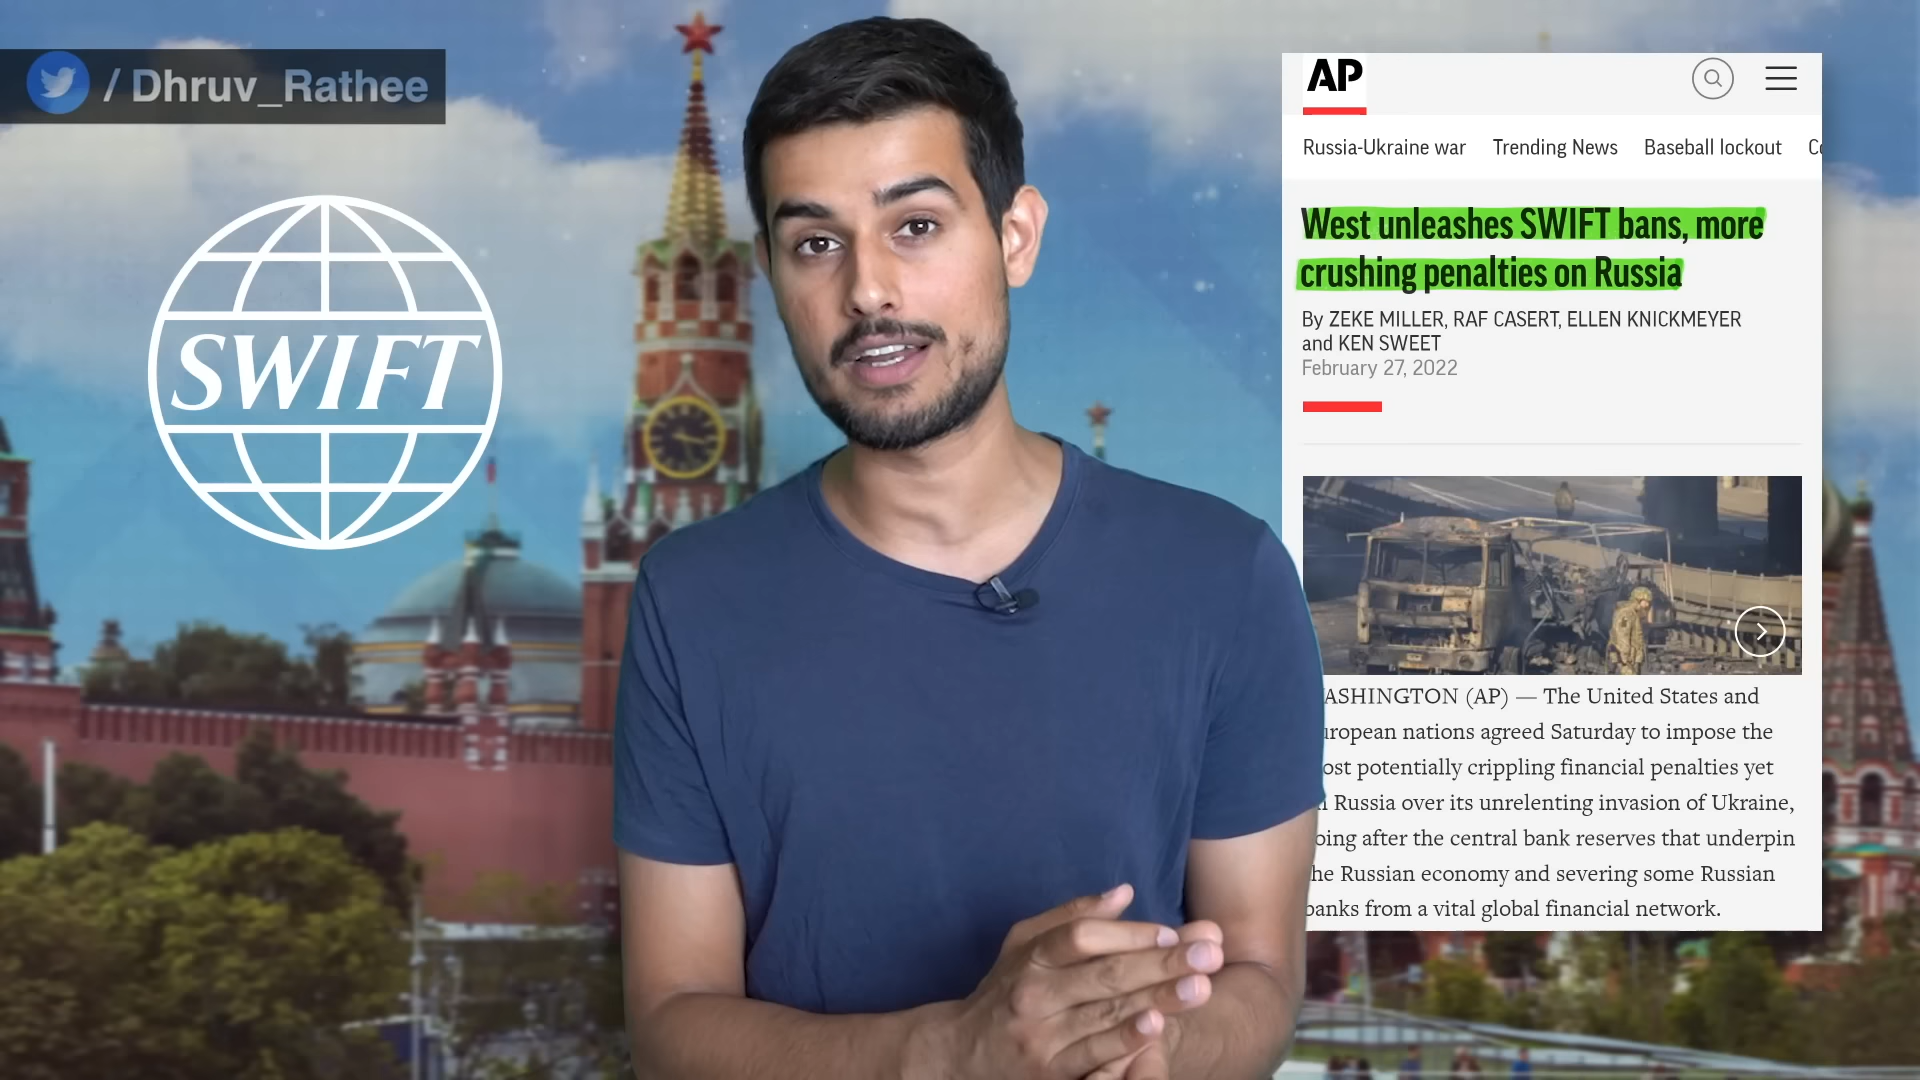 / Dhruv_Rathee
SWIFT
AP
Russia-Ukraine war Trending News Baseball lockout
West unleashes SWIFT bans, more
crushing penalties on Russia
By ZEKE MILLER, RAF CASERT, ELLEN KNICKMEYER
and KEN SWEET
February 27, 2022
ASHINGTON (AP) — The United States and
uropean nations agreed Saturday to impose the
ost potentially crippling financial penalties yet
Russia over its unrelenting invasion of Ukraine,
oing after the central bank reserves that underpin
he Russian economy and severing some Russian
banks from a vital global financial network.